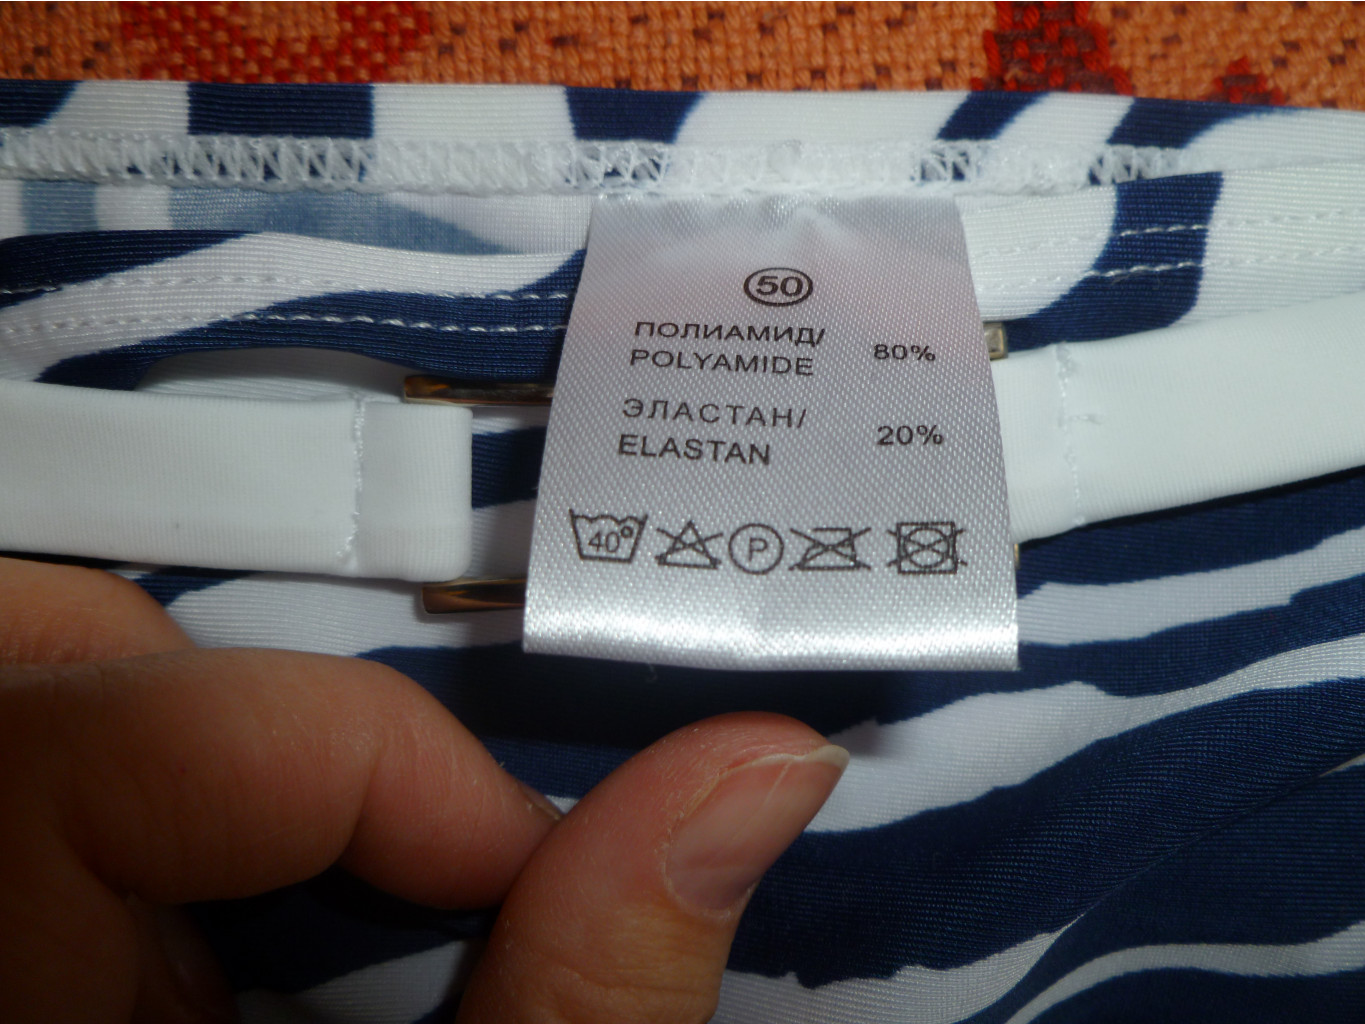 50
ПОЛИАМИД/
POLYAMIDE 80%
ЭЛАСТАН/
ELASTAN 20%
40° P